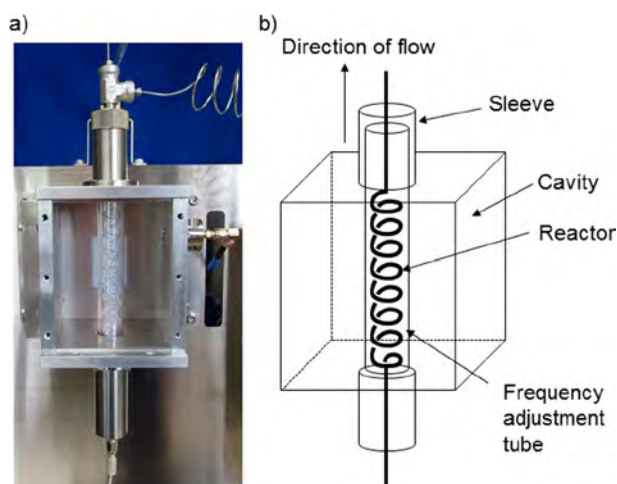 a)
b)
Direction of flow
Sleeve
Cavity
Reactor
Frequency
adjustment
tube